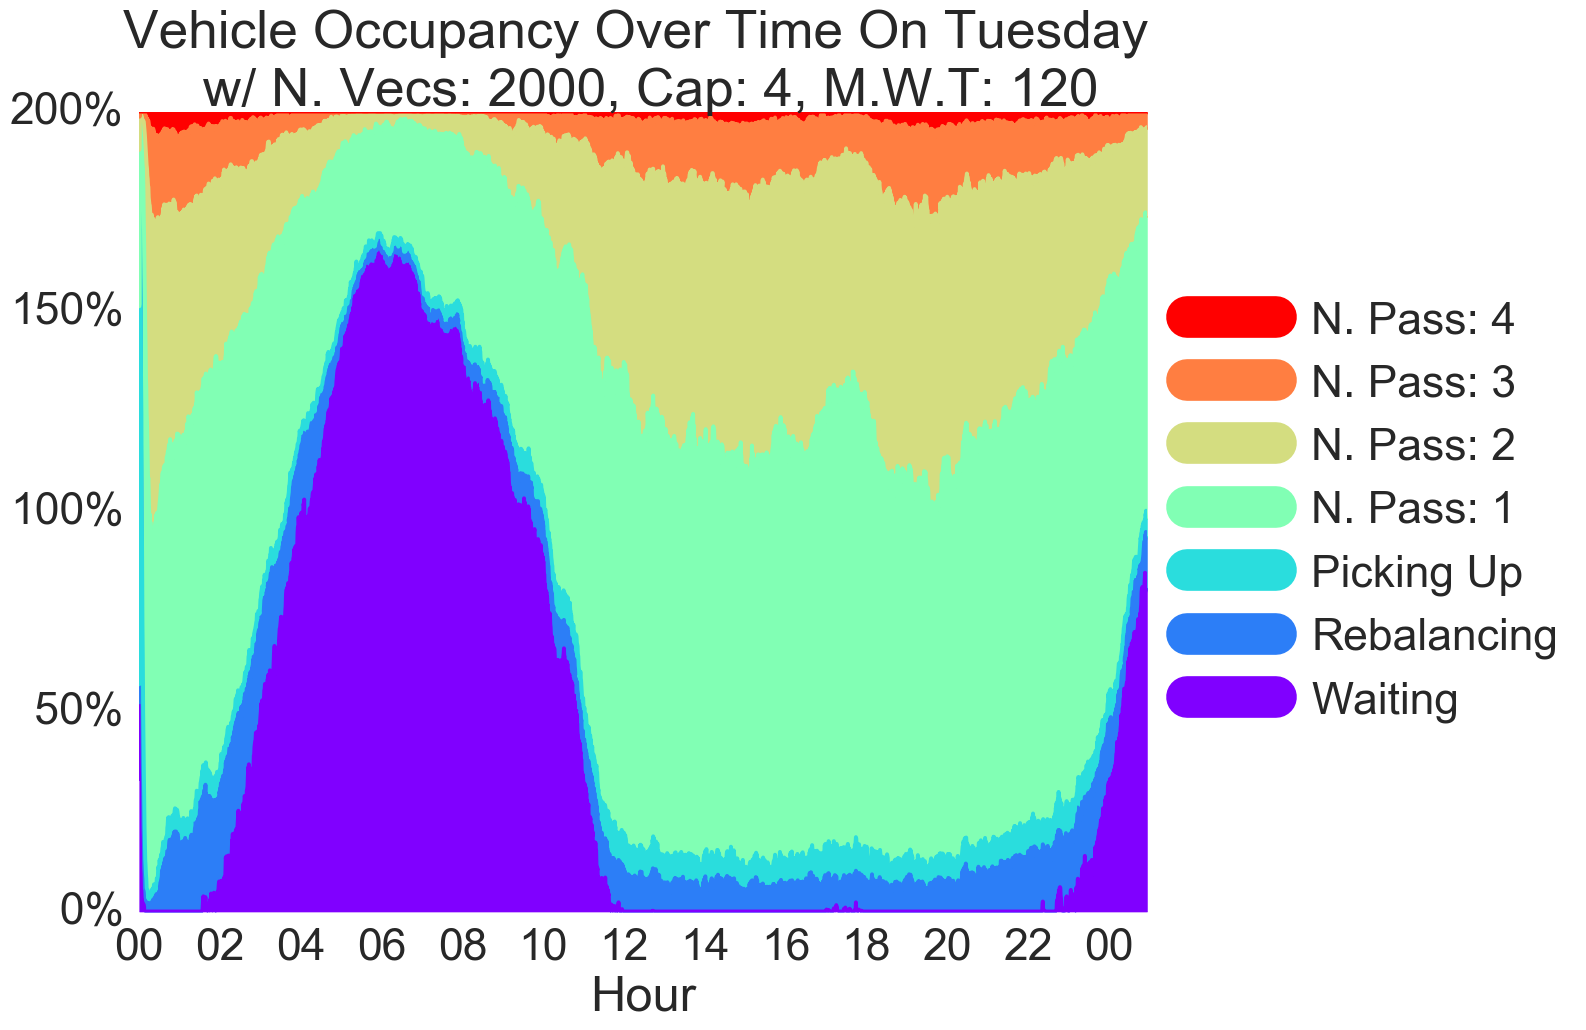 Vehicle Occupancy Over Time On Tuesday
w/ N. Vecs: 2000, Cap: 4, M.W.T: 120
200%
150%
100%
50%
0%
00 02 04 06 08 10 12 14 16 18 20 22 00
Hour
N. Pass: 4
N. Pass: 3
N. Pass: 2
N. Pass: 1
Picking Up
Rebalancing
Waiting